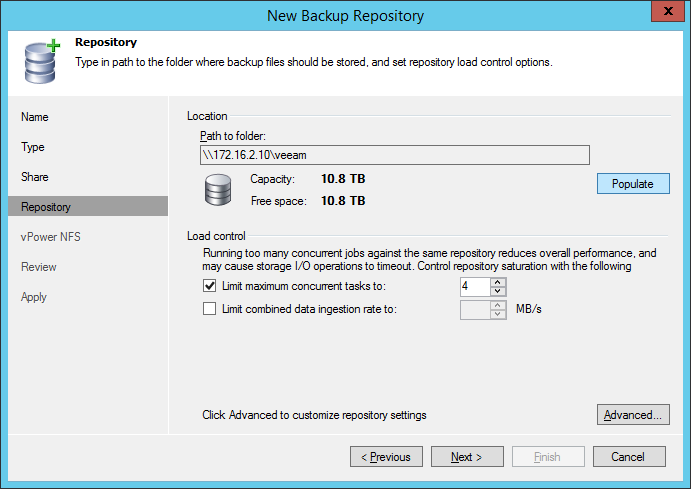 New Backup Repository
x
Repository
Type in path to the folder where backup files should be stored, and set repository load control options.
Name
Type
Share
Repository
vPower NFS
Review
Apply
Location
Path to folder:
\\172.16.2.10\veeam
Capacity: 10.8 TB
Free space: 10.8 TB
Populate
Load control
Running too many concurrent jobs against the same repository reduces overall performance, and
may cause storage I/O operations to timeout. Control repository saturation with the following
Limit maximum concurrent tasks to: 4
Limit combined data ingestion rate to: MB/s
Click Advanced to customize repository settings
Advanced...
< Previous
Next >
Finish
Cancel